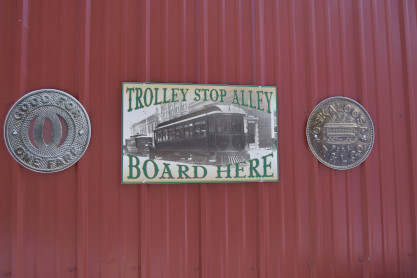 GOOD FOR
ONE FARE
TROLLEY STOP ALLEY
BOARD HERE